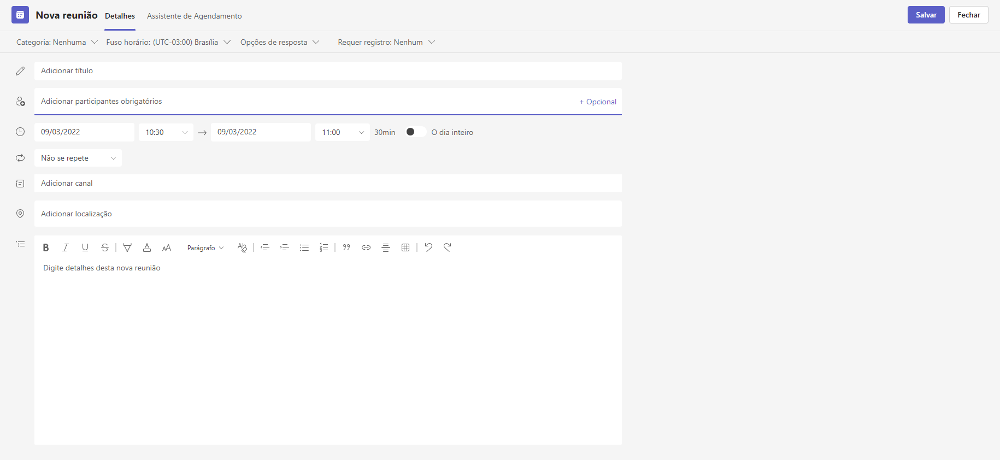 Nova reunião Detalhes Assistente de Agendamento Salvar Fechar
Categoria: Nenhuma Fuso horário: (UTC-03:00) Brasília Opções de resposta Requer registro: Nenhum
Adicionar título
Adicionar participantes obrigatórios + Opcional
09/03/2022 10:30 → 09/03/2022 11:00 30min O dia inteiro
Não se repete
Adicionar canal
Adicionar localização
Parágrafo
Digite detalhes desta nova reunião